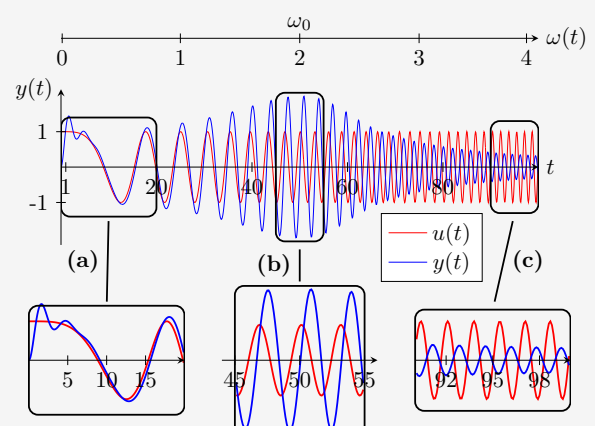 ω₀
0 1 2 3 4 ω(t)
y(t)
1
-1
1 20 40 60 80 t
u(t)
y(t)
(a) (b) (c)
5 10 15
45 50 55
92 95 98